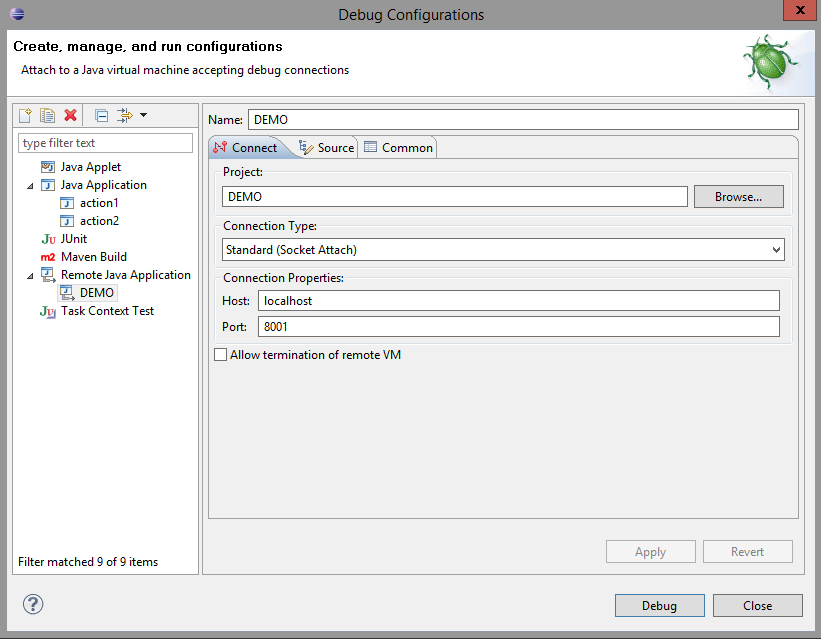 Debug Configurations
x
Create, manage, and run configurations
Attach to a Java virtual machine accepting debug connections
type filter text
Java Applet
Java Application
action1
action2
Ju JUnit
m2 Maven Build
Remote Java Application
DEMO
Ju Task Context Test
Filter matched 9 of 9 items
Name: DEMO
Connect Source Common
Project:
DEMO Browse...
Connection Type:
Standard (Socket Attach)
Connection Properties:
Host: localhost
Port: 8001
Allow termination of remote VM
Apply Revert
? Debug Close